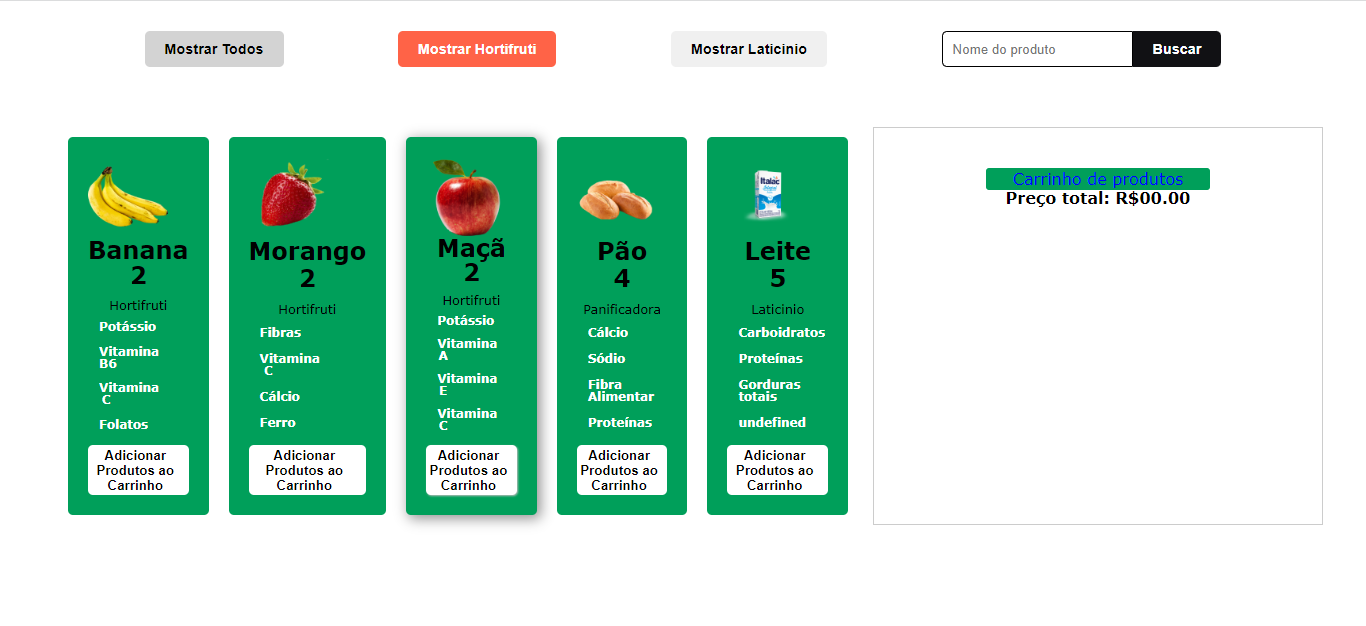 Mostrar Todos
Mostrar Hortifruti
Mostrar Laticinio
Nome do produto
Buscar
Banana
2
Hortifruti
Potássio
Vitamina
B6
Vitamina
C
Folatos
Adicionar
Produtos ao
Carrinho
Morango
2
Hortifruti
Fibras
Vitamina
C
Cálcio
Ferro
Adicionar
Produtos ao
Carrinho
Maçã
2
Hortifruti
Potássio
Vitamina
A
Vitamina
E
Vitamina
C
Adicionar
Produtos ao
Carrinho
Pão
4
Panificadora
Cálcio
Sódio
Fibra
Alimentar
Proteínas
Adicionar
Produtos ao
Carrinho
Italac
Leite
5
Laticinio
Carboidratos
Proteínas
Gorduras
totais
undefined
Adicionar
Produtos ao
Carrinho
Carrinho de produtos
Preço total: R$00.00